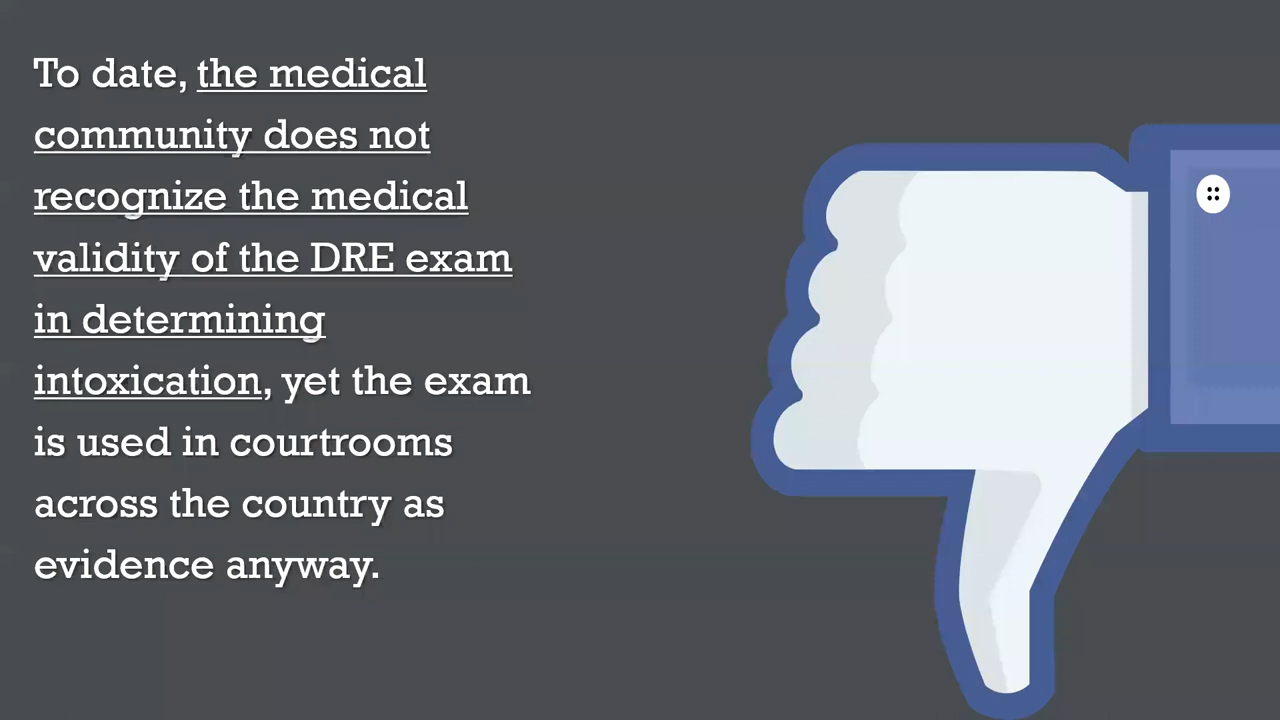 To date, the medical
community does not
recognize the medical
validity of the DRE exam
in determining
intoxication, yet the exam
is used in courtrooms
across the country as
evidence anyway.